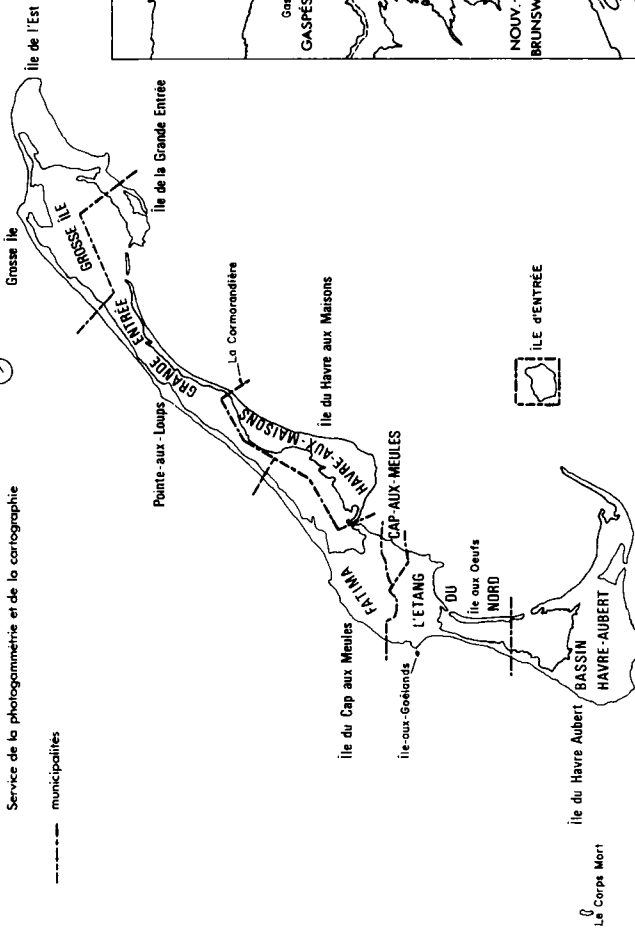 Île de l'Est
Grosse Île
Service de la photogammétrie et de la cartographie
municipalités
GROSSE ÎLE
Île de la Grande Entrée
GRANDE ENTRÉE
Pointe-aux-Loups
La Cormorandière
HAVRE-AUX-MAISONS
Île du Havre aux Maisons
CAP-AUX-MEULES
FATIMA
Île du Cap aux Meules
L'ETANG
DU
NORD
Île aux Oeufs
Île-aux-Goélands
ÎLE D'ENTRÉE
BASSIN
HAVRE-AUBERT
Île du Havre Aubert
Le Corps Mort
GASPÉS
NOUV.-
BRUNSW